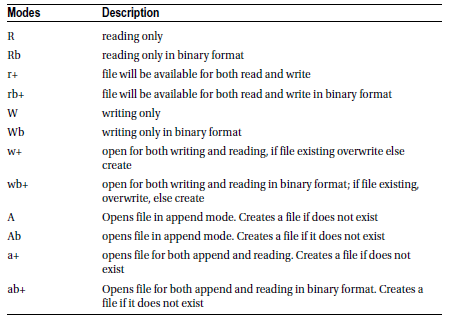 Modes Description
R reading only
Rb reading only in binary format
r+ file will be available for both read and write
rb+ file will be available for both read and write in binary format
W writing only
Wb writing only in binary format
w+ open for both writing and reading, if file existing overwrite else
create
wb+ open for both writing and reading in binary format; if file existing,
overwrite, else create
A Opens file in append mode. Creates a file if does not exist
Ab opens file in append mode. Creates a file if it does not exist
a+ opens file for both append and reading. Creates a file if does not
exist
ab+ Opens file for both append and reading in binary format. Creates a
file if it does not exist